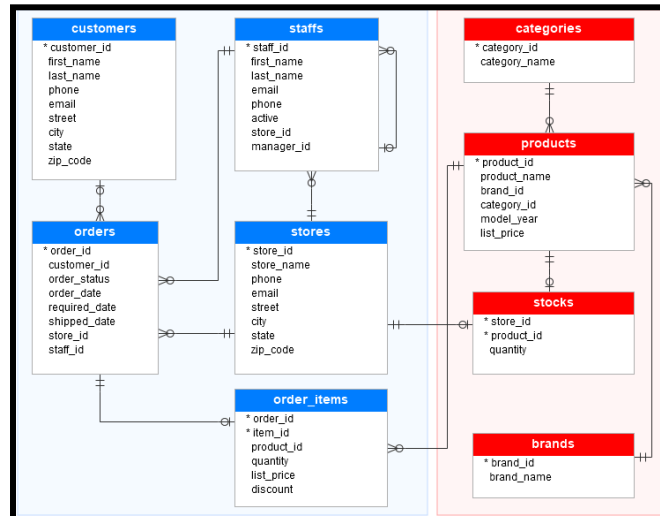 customers
* customer_id
first_name
last_name
phone
email
street
city
state
zip_code
staffs
* staff_id
first_name
last_name
email
phone
active
store_id
manager_id
categories
* category_id
category_name
products
* product_id
product_name
brand_id
category_id
model_year
list_price
orders
* order_id
customer_id
order_status
order_date
required_date
shipped_date
store_id
staff_id
stores
* store_id
store_name
phone
email
street
city
state
zip_code
stocks
* store_id
* product_id
quantity
order_items
* order_id
* item_id
product_id
quantity
list_price
discount
brands
* brand_id
brand_name